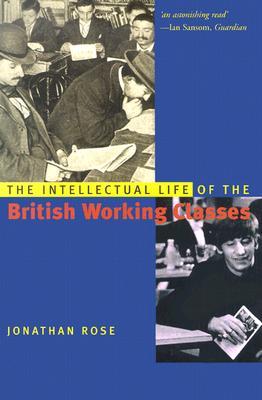 'an astonishing read'
—Ian Sansom, Guardian
THE INTELLECTUAL LIFE OF THE
British Working Classes
JONATHAN ROSE